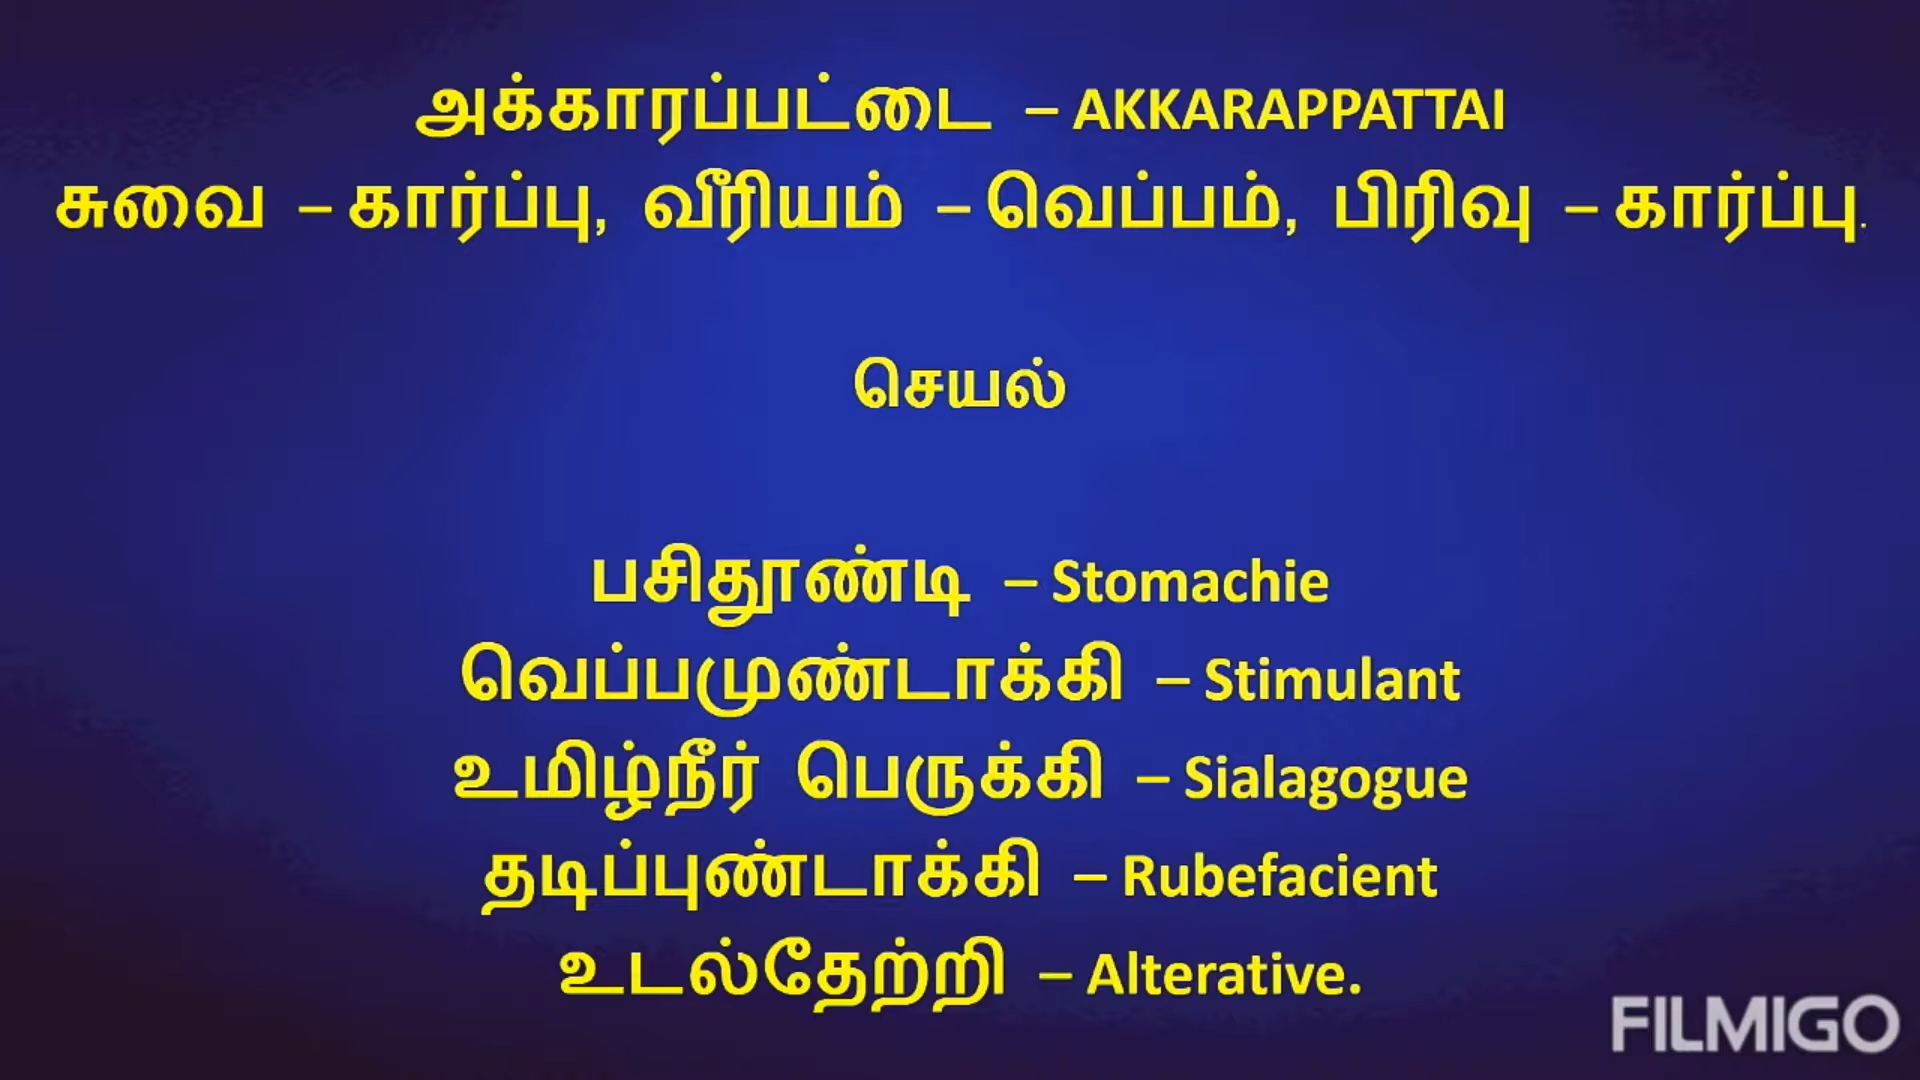 அக்காரப்பட்டை – AKKARAPPATTAI
சுவை – கார்ப்பு, வீரியம் – வெப்பம், பிரிவு – கார்ப்பு.
செயல்
பசிதூண்டி – Stomachie
வெப்பமுண்டாக்கி – Stimulant
உமிழ்நீர் பெருக்கி – Sialagogue
தடிப்புண்டாக்கி – Rubefacient
உடல்தேற்றி – Alterative.
FILMIGO